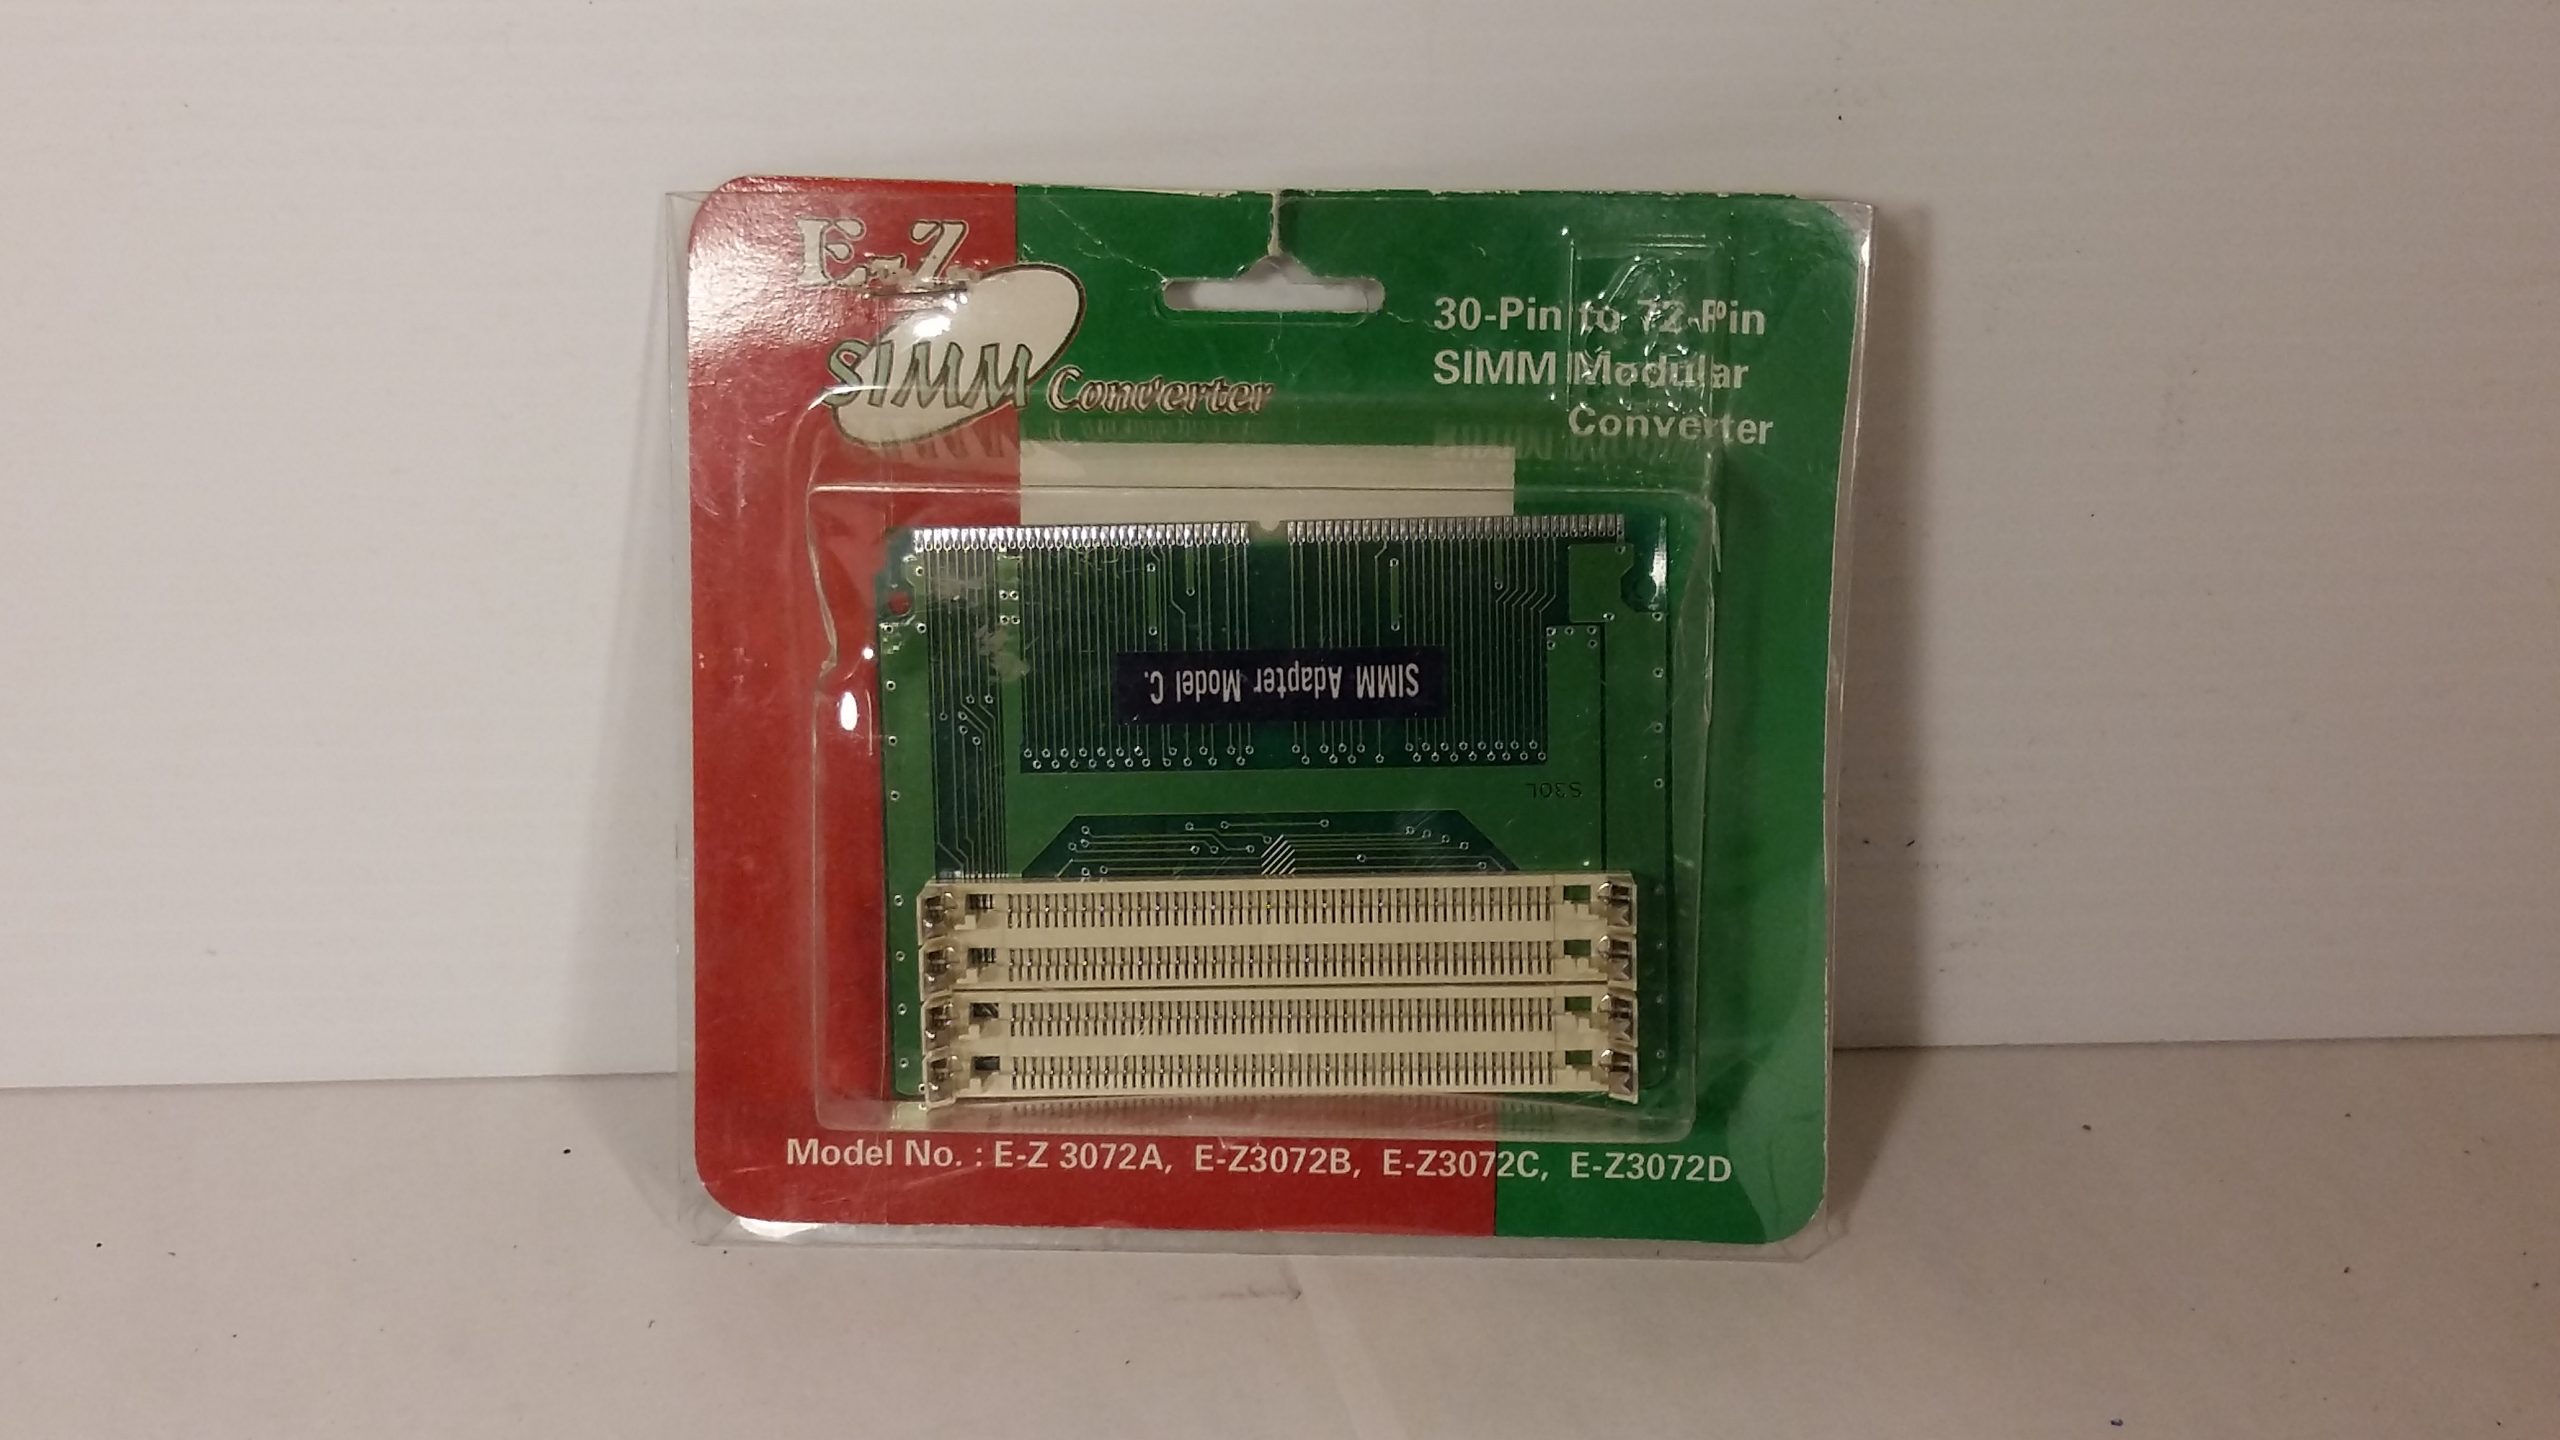 E-Z
SIMM Converter
30-Pin to 72-Pin
SIMM Modular
Converter
SIMM Adapter Model C.
S30L
Model No. : E-Z 3072A, E-Z3072B, E-Z3072C, E-Z3072D